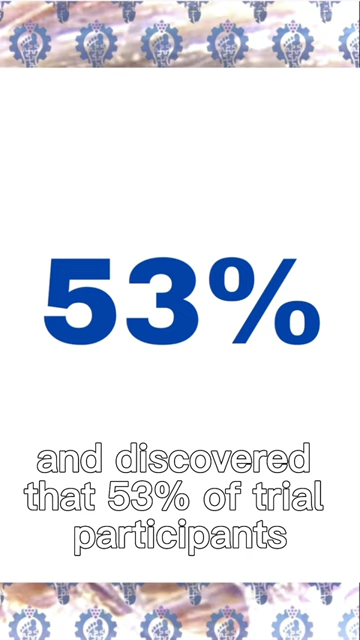 53%
and discovered
that 53% of trial
participants